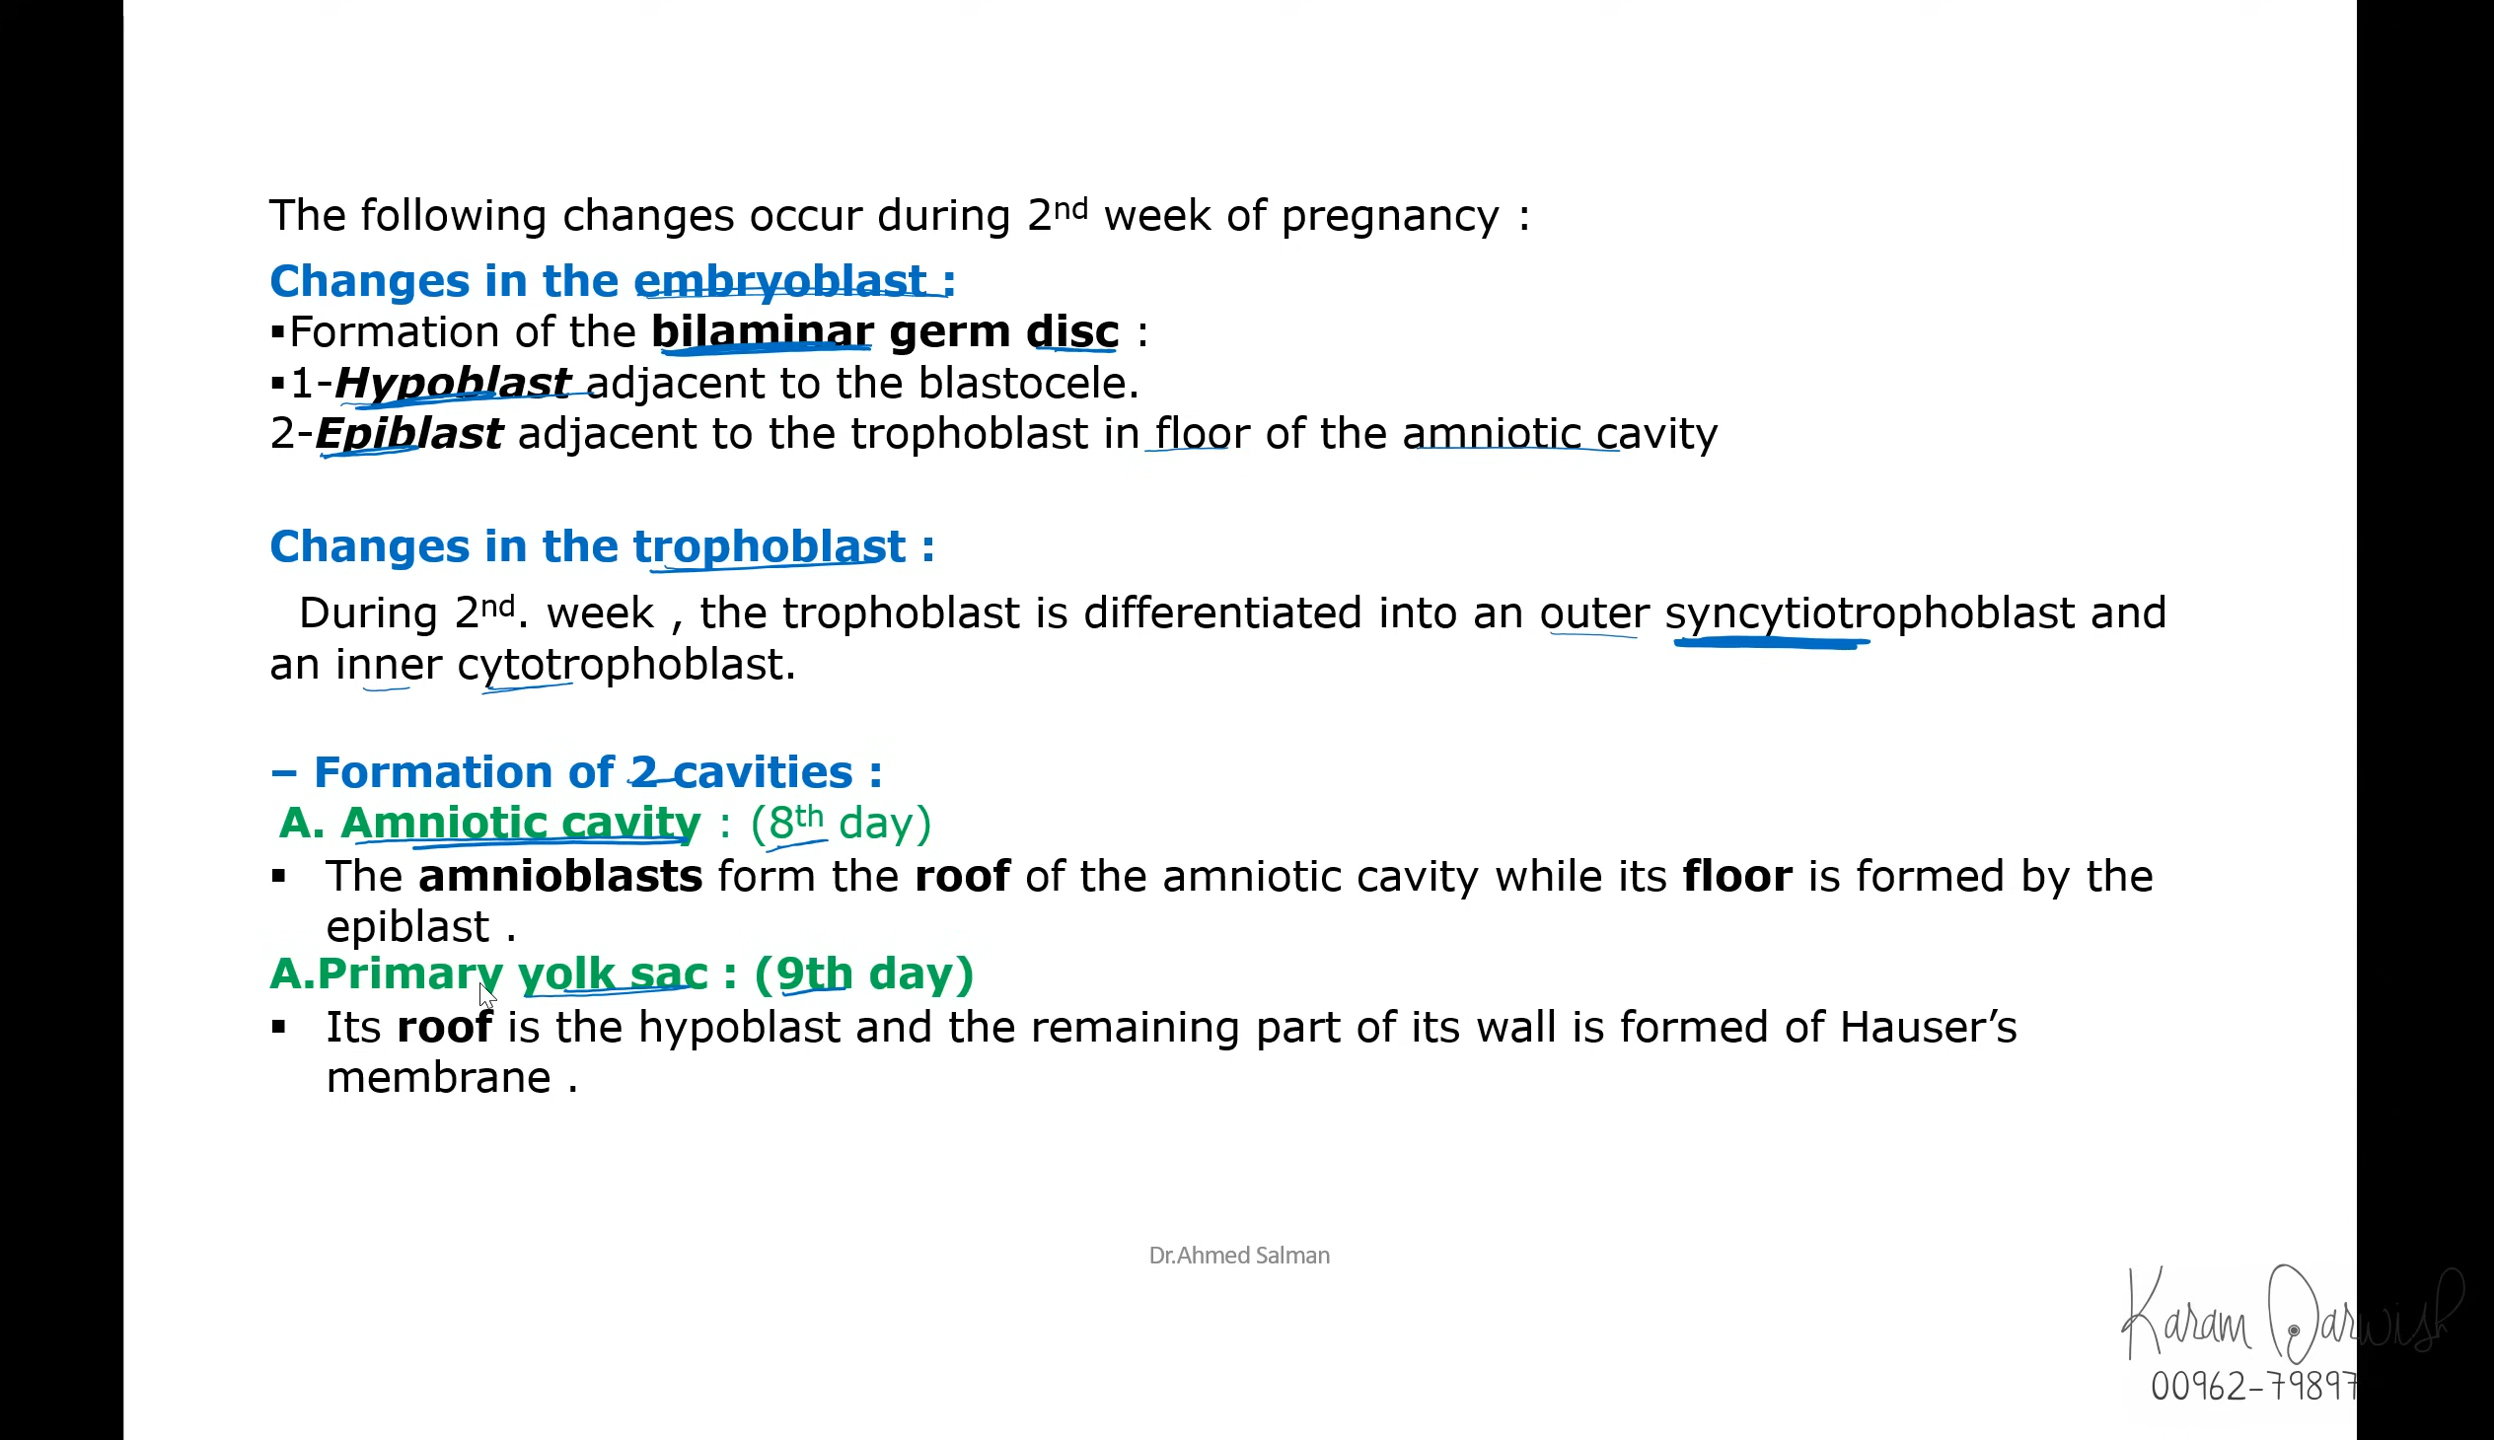 The following changes occur during 2nd week of pregnancy :
Changes in the embryoblast :
▪Formation of the bilaminar germ disc :
▪1-Hypoblast adjacent to the blastocele.
2-Epiblast adjacent to the trophoblast in floor of the amniotic cavity
Changes in the trophoblast :
During 2nd. week , the trophoblast is differentiated into an outer syncytiotrophoblast and
an inner cytotrophoblast.
– Formation of 2 cavities :
A. Amniotic cavity : (8th day)
▪ The amnioblasts form the roof of the amniotic cavity while its floor is formed by the
epiblast .
A.Primary yolk sac : (9th day)
▪ Its roof is the hypoblast and the remaining part of its wall is formed of Hauser’s
membrane .
Dr.Ahmed Salman
Karam Darwish
00962-79897